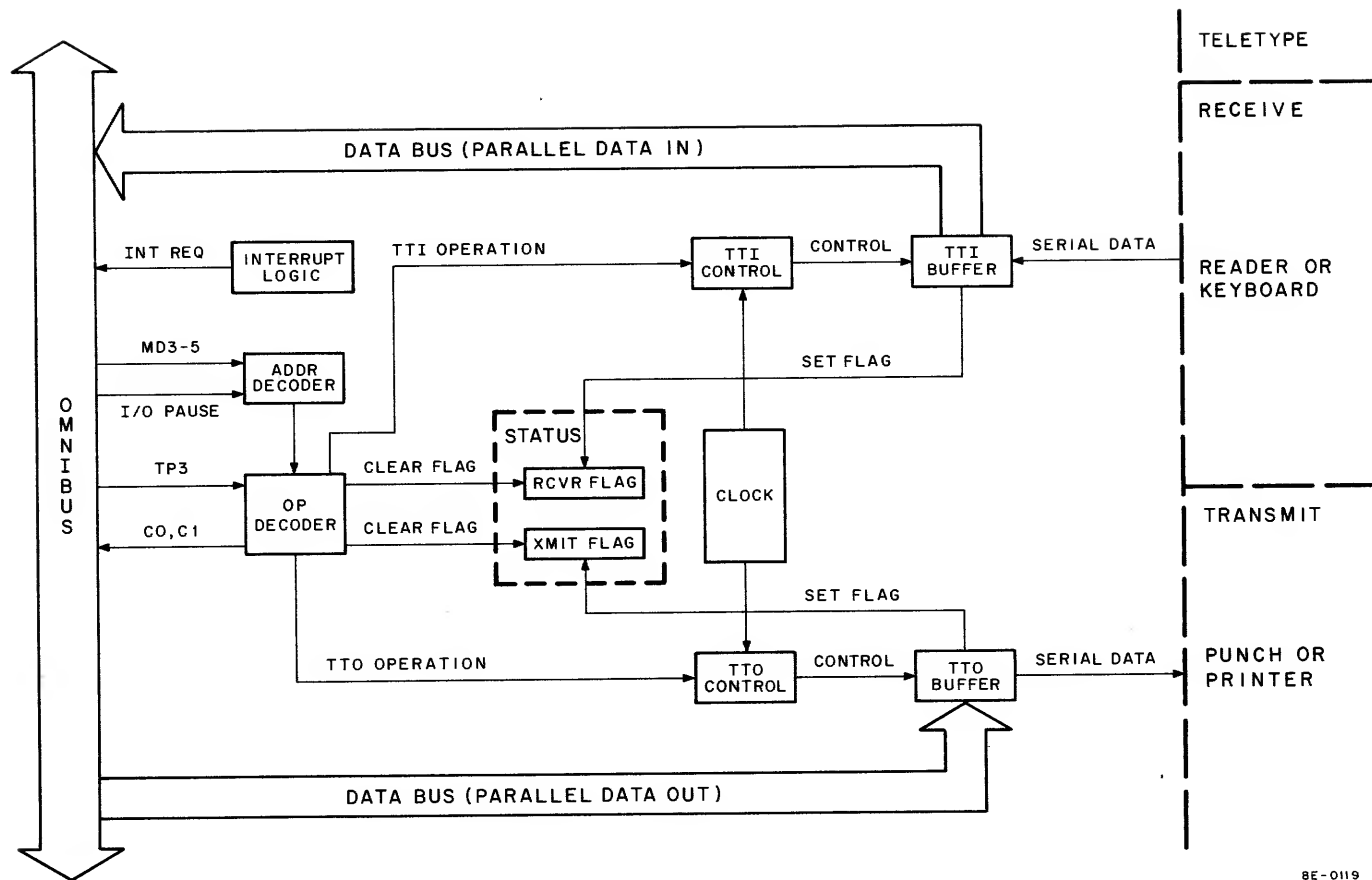 TELETYPE
RECEIVE
DATA BUS (PARALLEL DATA IN)
INT REQ
INTERRUPT
LOGIC
TTI OPERATION
TTI
CONTROL
CONTROL
TTI
BUFFER
SERIAL DATA
READER OR
KEYBOARD
MD3-5
ADDR
DECODER
I/O PAUSE
SET FLAG
OMNIBUS
STATUS
TP3
OP
DECODER
CLEAR FLAG
RCVR FLAG
CLOCK
C0, C1
CLEAR FLAG
XMIT FLAG
TRANSMIT
SET FLAG
TTO OPERATION
TTO
CONTROL
CONTROL
TTO
BUFFER
SERIAL DATA
PUNCH OR
PRINTER
DATA BUS (PARALLEL DATA OUT)
8E-0119